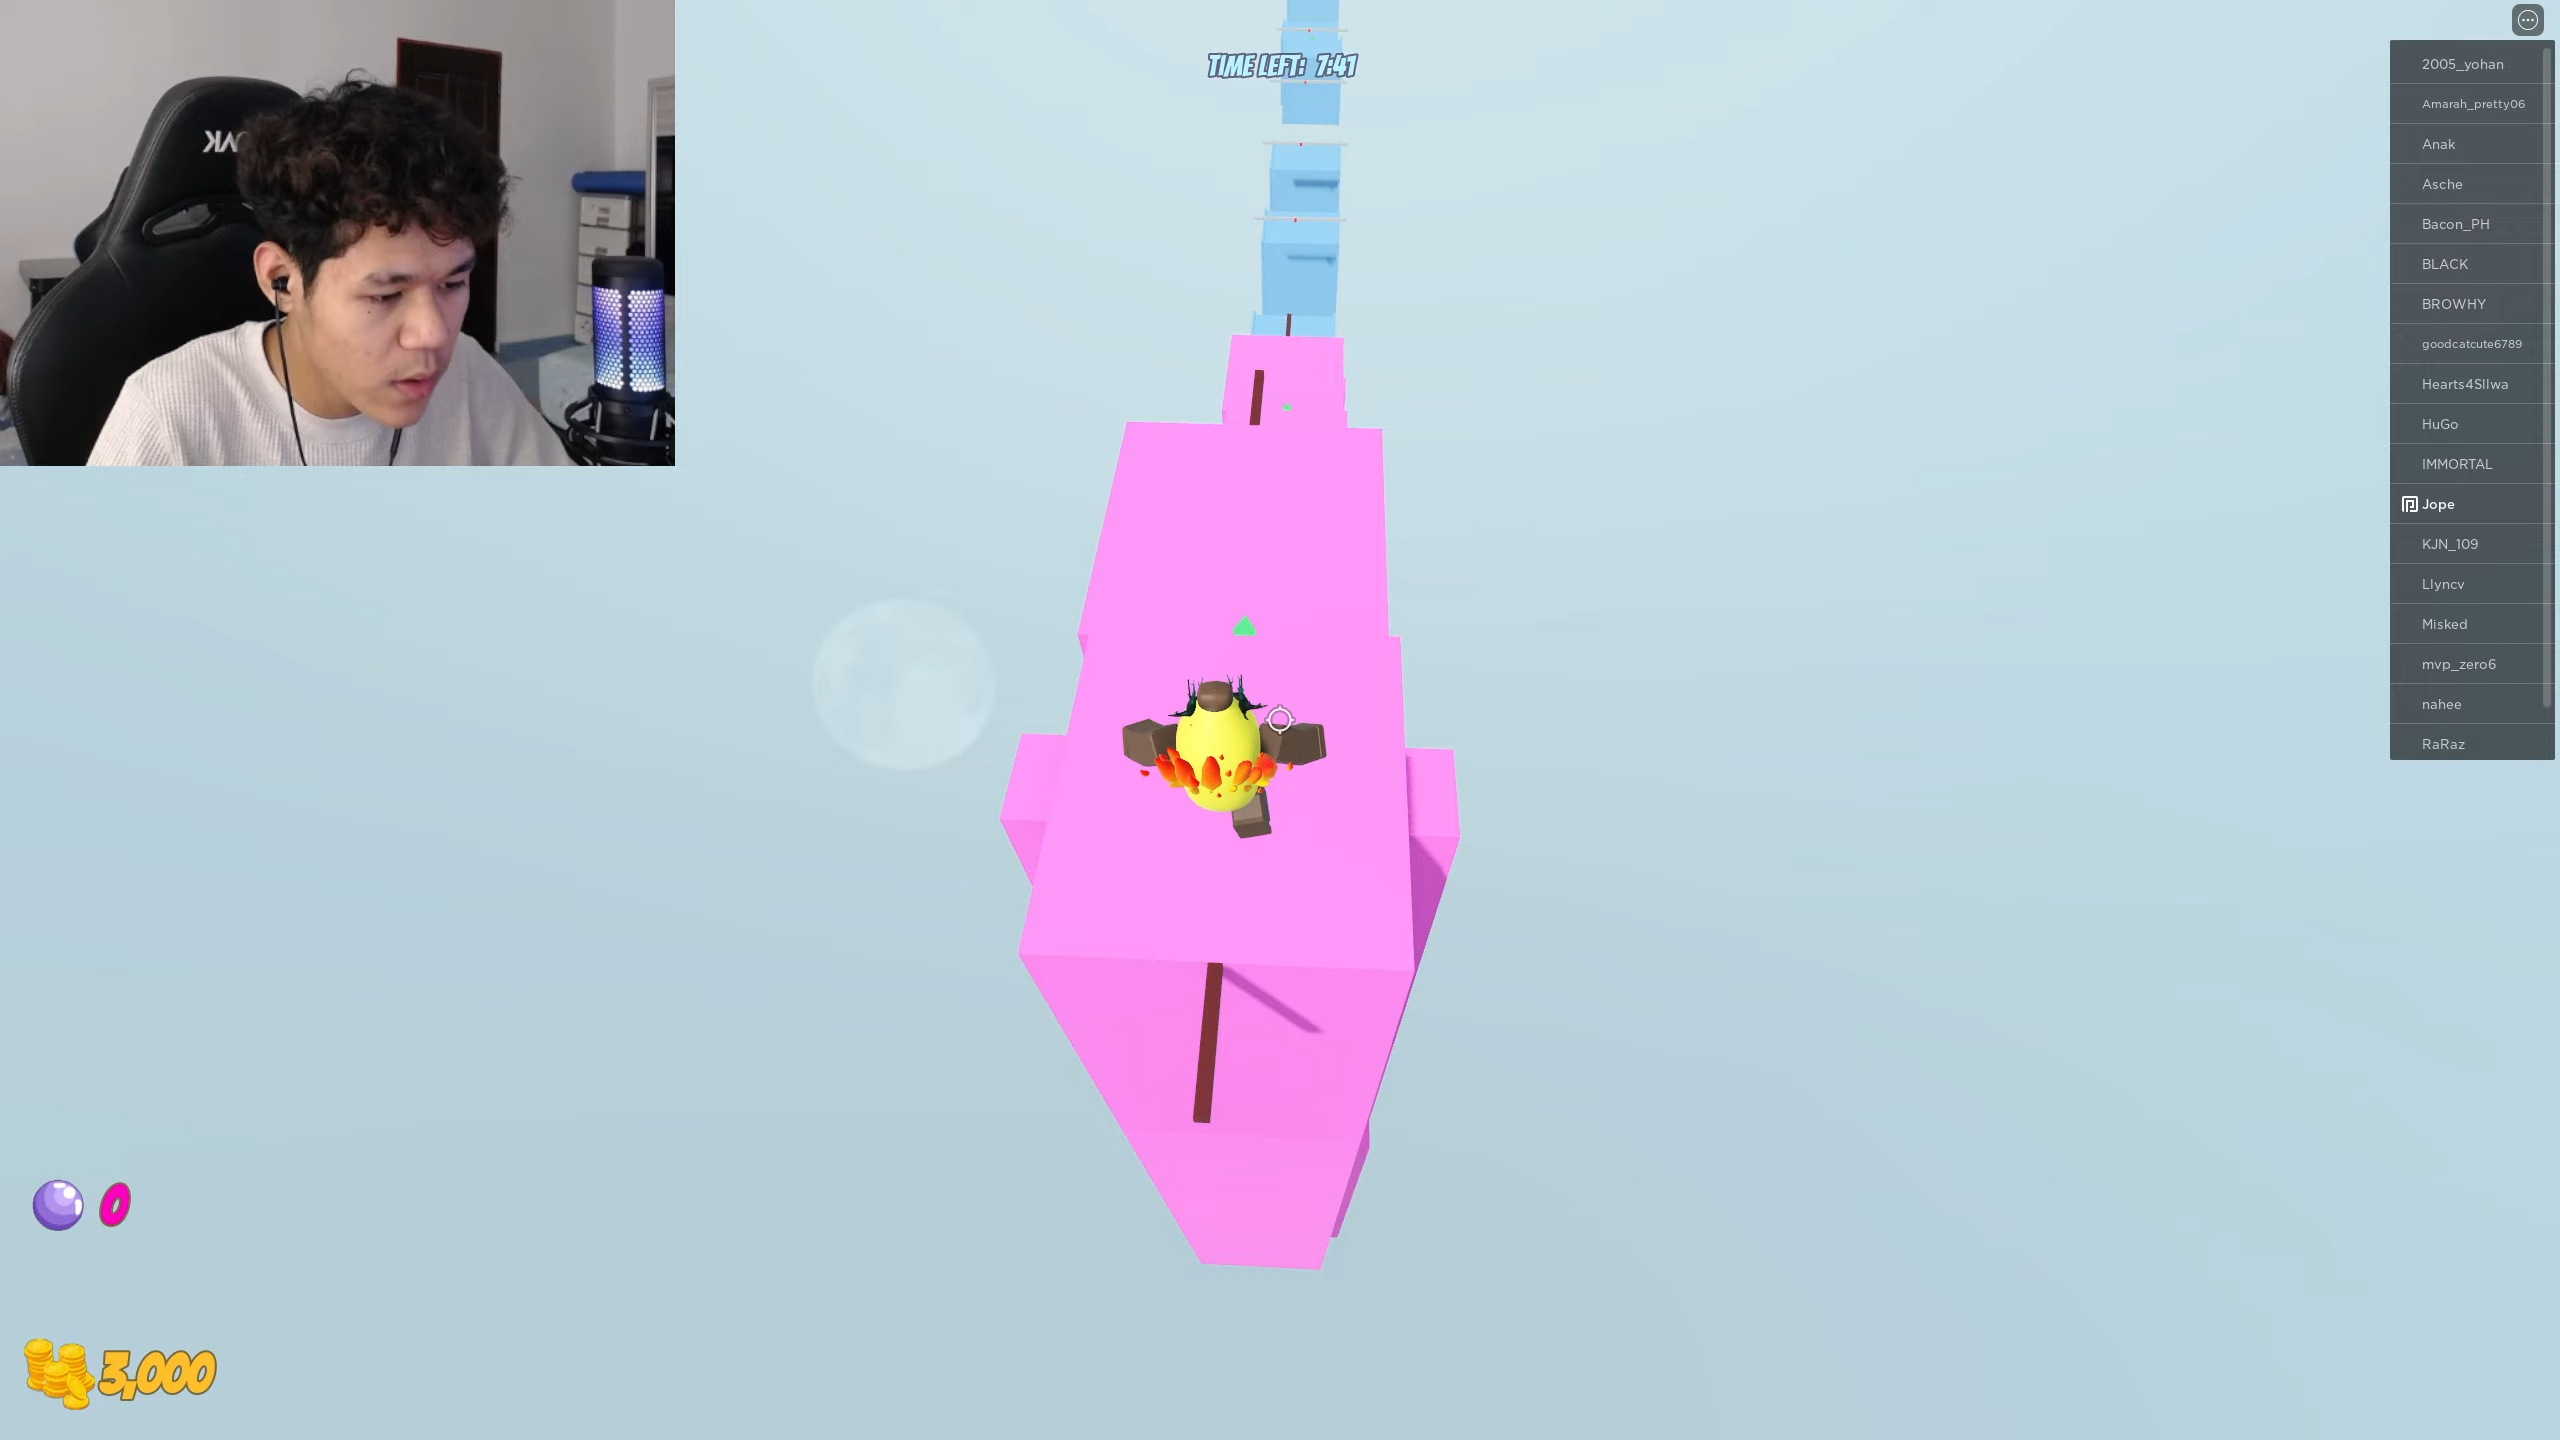 TIME LEFT: 7:41
2005_yohan
Amarah_pretty06
Anak
Asche
Bacon_PH
BLACK
BROWHY
goodcatcute6789
Hearts4SIlwa
HuGo
IMMORTAL
Jope
KJN_109
Llyncv
Misked
mvp_zero6
nahee
RaRaz
0
3,000